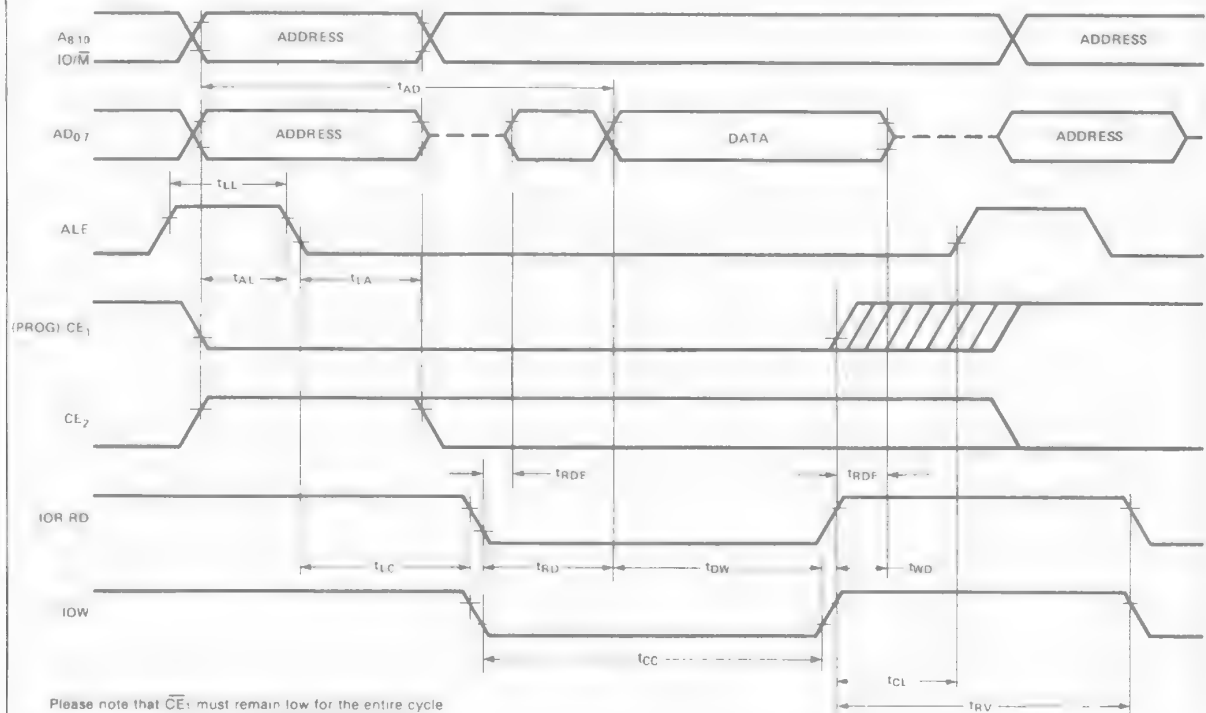 A8 10 ADDRESS ADDRESS
IO/M̅
tAD
AD0 7 ADDRESS DATA ADDRESS
tLL
ALE
tAL tLA
(PROG) CE1
CE2
tRDE tRDF
IOR RD
tLC tRD tDW tWD
IOW
tCC
tCL
tRV
Please note that C̅E̅1 must remain low for the entire cycle